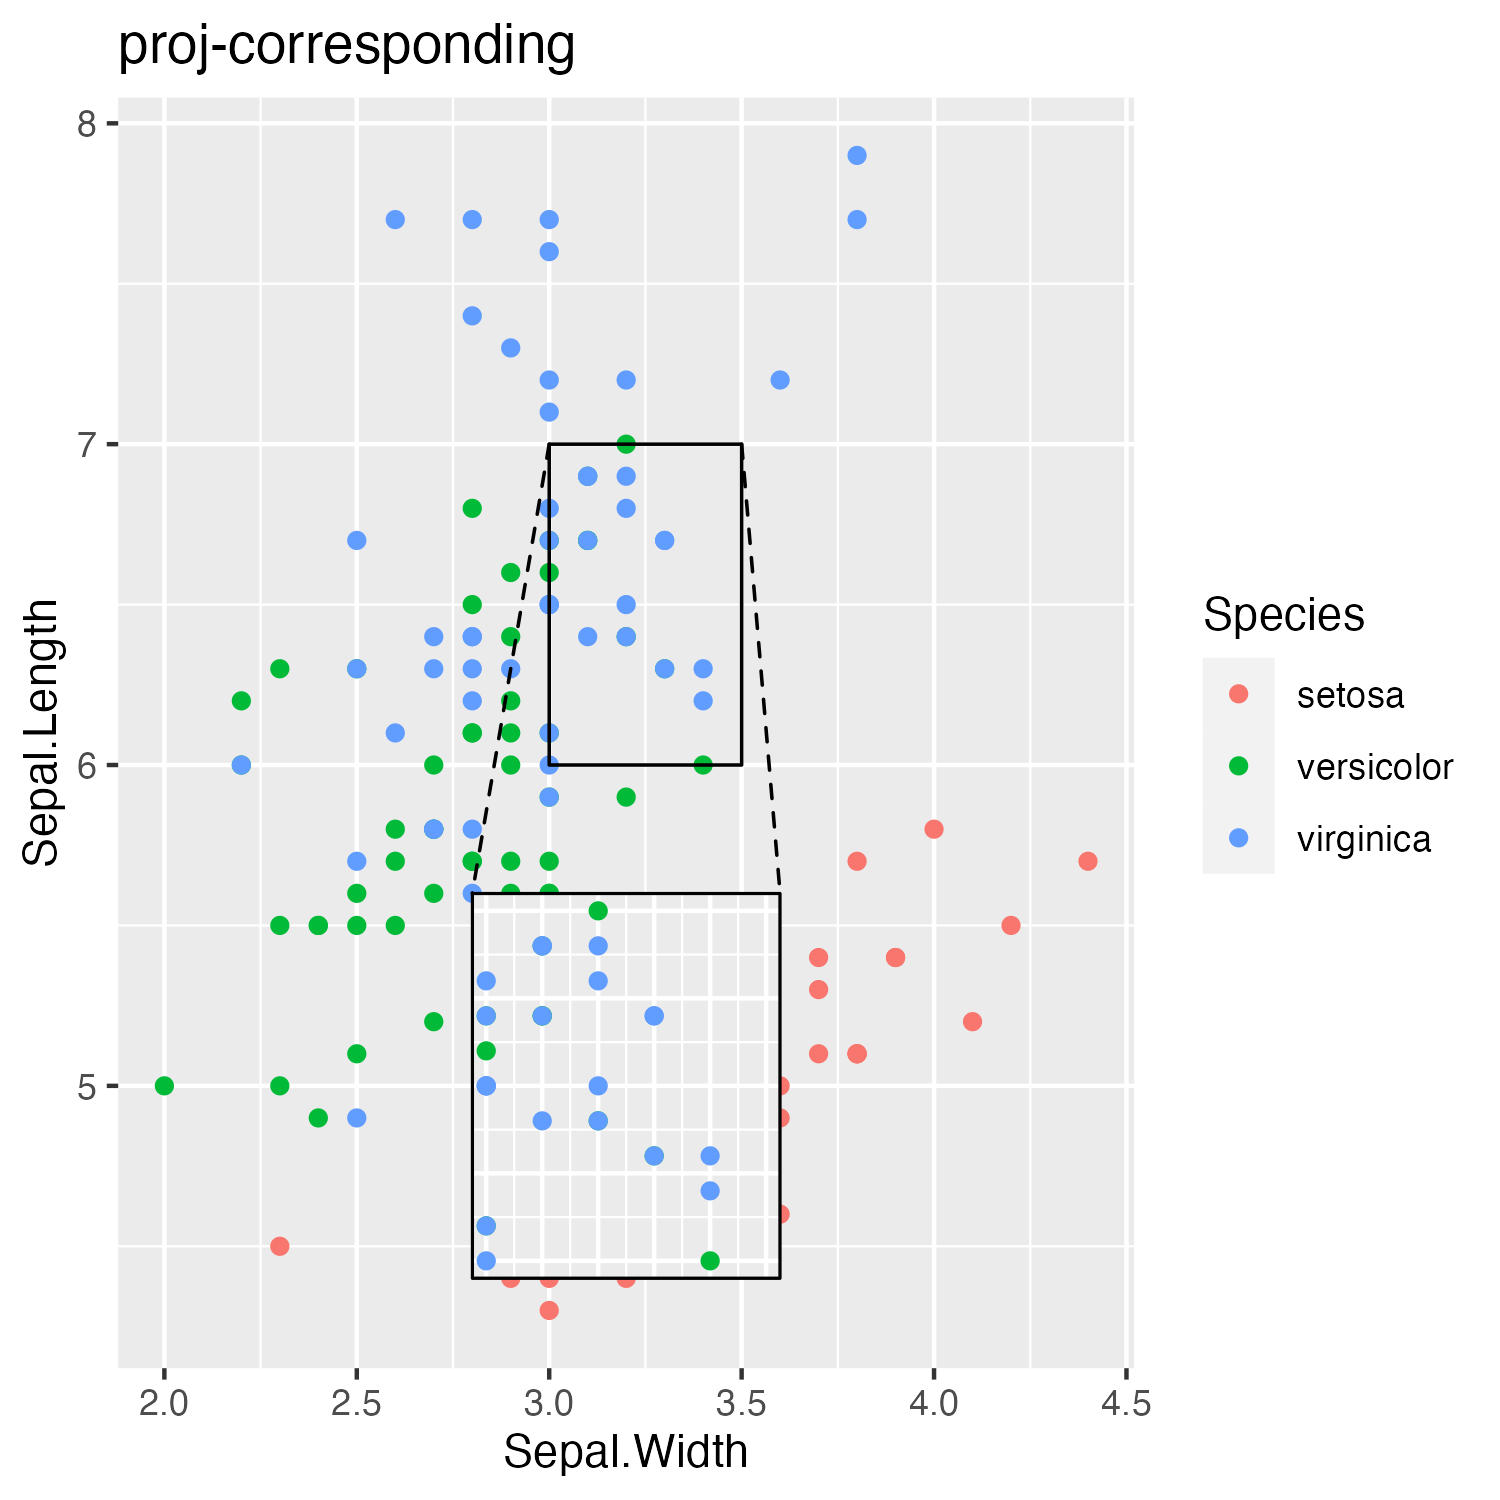 proj-corresponding
8
7
6
5
Sepal.Length
2.0 2.5 3.0 3.5 4.0 4.5
Sepal.Width
Species
setosa
versicolor
virginica